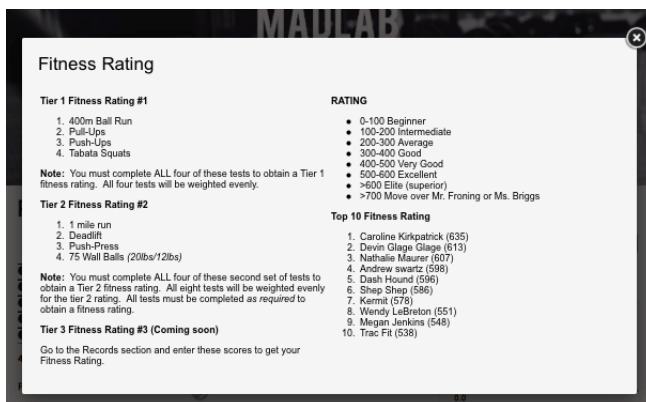 MADLAB
Fitness Rating
Tier 1 Fitness Rating #1
1. 400m Ball Run
2. Pull-Ups
3. Push-Ups
4. Tabata Squats
Note: You must complete ALL four of these tests to obtain a Tier 1
fitness rating. All four tests will be weighted evenly.
Tier 2 Fitness Rating #2
1. 1 mile run
2. Deadlift
3. Push-Press
4. 75 Wall Balls (20lbs/12lbs)
Note: You must complete ALL four of these second set of tests to
obtain a Tier 2 fitness rating. All eight tests will be weighted evenly
for the tier 2 rating. All tests must be completed as required to
obtain a fitness rating.
Tier 3 Fitness Rating #3 (Coming soon)
Go to the Records section and enter these scores to get your
Fitness Rating.
RATING
• 0-100 Beginner
• 100-200 Intermediate
• 200-300 Average
• 300-400 Good
• 400-500 Very Good
• 500-600 Excellent
• >600 Elite (superior)
• >700 Move over Mr. Froning or Ms. Briggs
Top 10 Fitness Rating
1. Caroline Kirkpatrick (635)
2. Devin Glage Glage (613)
3. Nathalie Maurer (607)
4. Andrew swartz (598)
5. Dash Hound (596)
6. Shep Shep (586)
7. Kermit (578)
8. Wendy LeBreton (551)
9. Megan Jenkins (548)
10. Trac Fit (538)
0.0